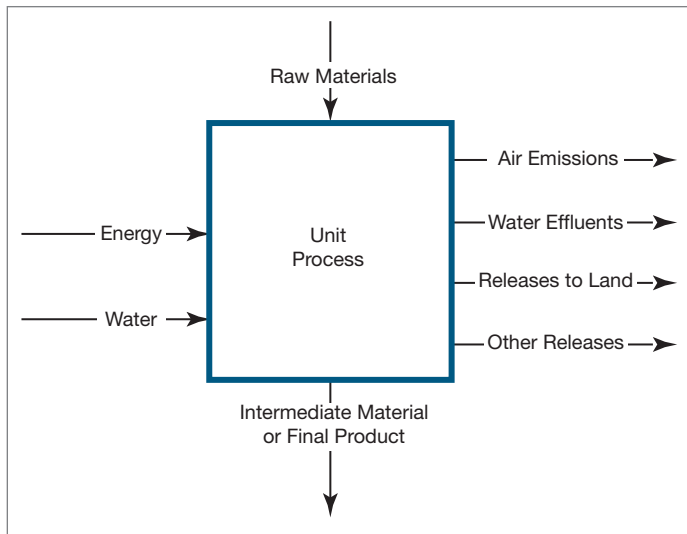 Raw Materials
Air Emissions
Water Effluents
Energy
Unit
Process
Releases to Land
Water
Other Releases
Intermediate Material
or Final Product